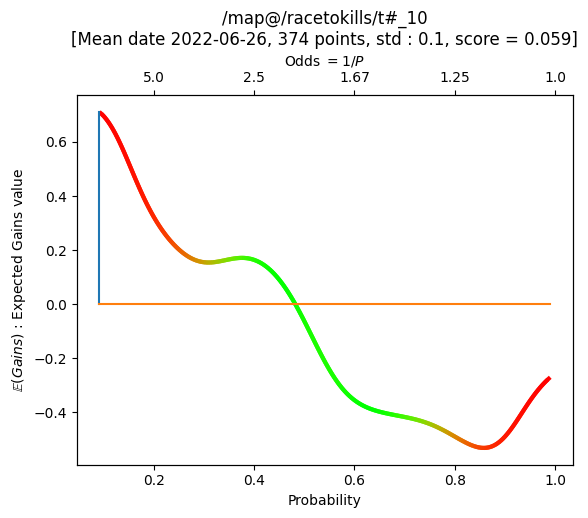 /map@/racetokills/t#_10
[Mean date 2022-06-26, 374 points, std : 0.1, score = 0.059]
Odds = 1/P
5.0 2.5 1.67 1.25 1.0
0.6
0.4
0.2
0.0
−0.2
−0.4
𝔼(Gains) : Expected Gains value
0.2 0.4 0.6 0.8 1.0
Probability